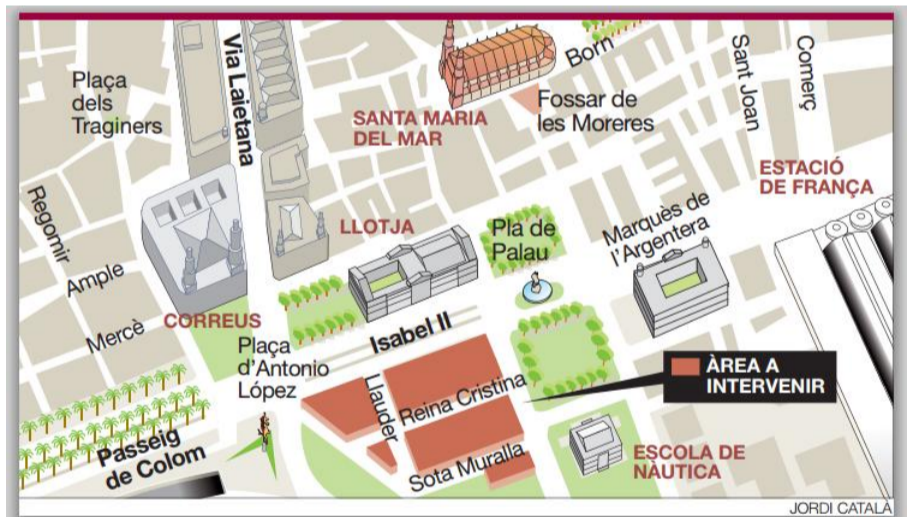 Via Laietana
Plaça
dels
Traginers
SANTA MARIA
DEL MAR
Born
Fossar de
les Moreres
Sant Joan
Comerç
ESTACIÓ
DE FRANÇA
Regomir
Ample
Mercè
CORREUS
LLOTJA
Pla de
Palau
Marquès de
l'Argentera
Plaça
d'Antonio
López
Isabel II
Llauder
Reina Cristina
Sota Muralla
ÀREA A
INTERVENIR
ESCOLA DE
NÀUTICA
Passeig
de Colom
JORDI CATALÀ